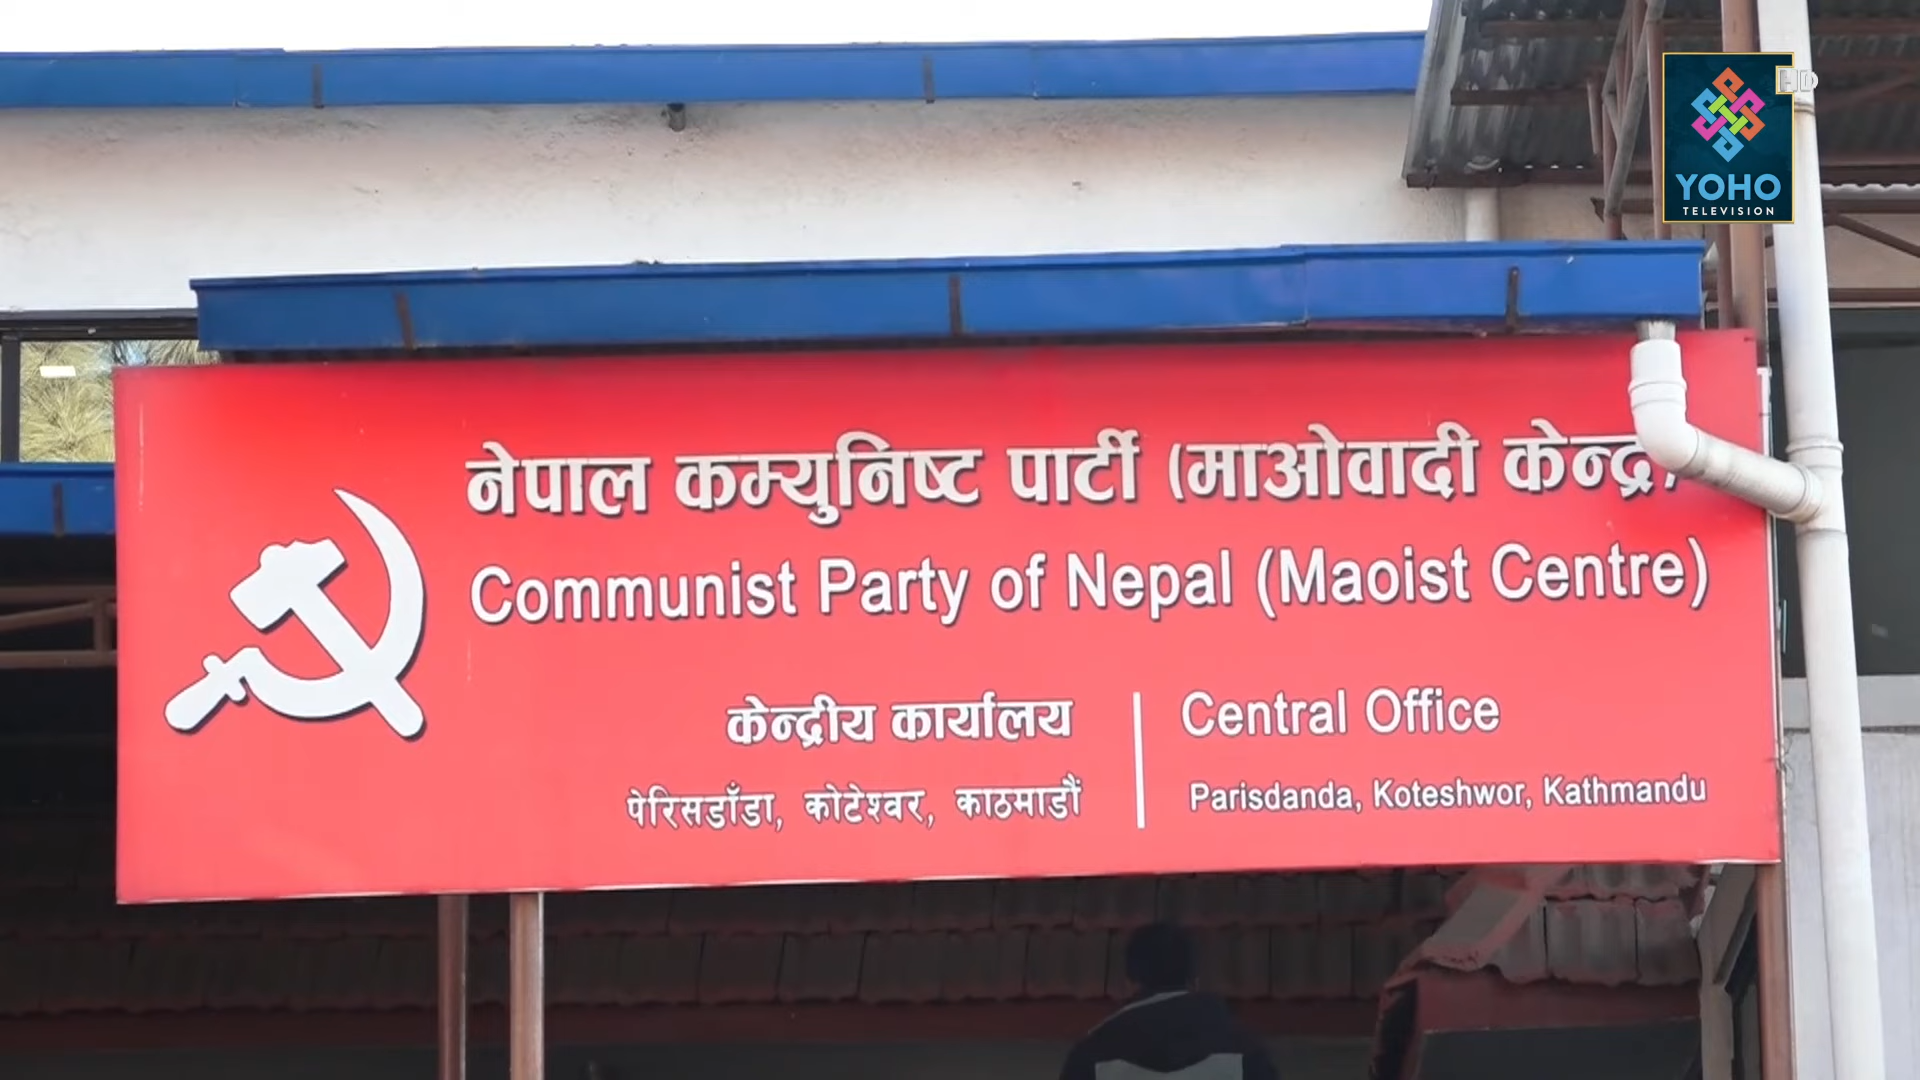 HD
YOHO
TELEVISION
नेपाल कम्युनिष्ट पार्टी (माओवादी केन्द्र)
Communist Party of Nepal (Maoist Centre)
केन्द्रीय कार्यालय
पेरिसडाँडा, कोटेश्वर, काठमाडौं
Central Office
Parisdanda, Koteshwor, Kathmandu